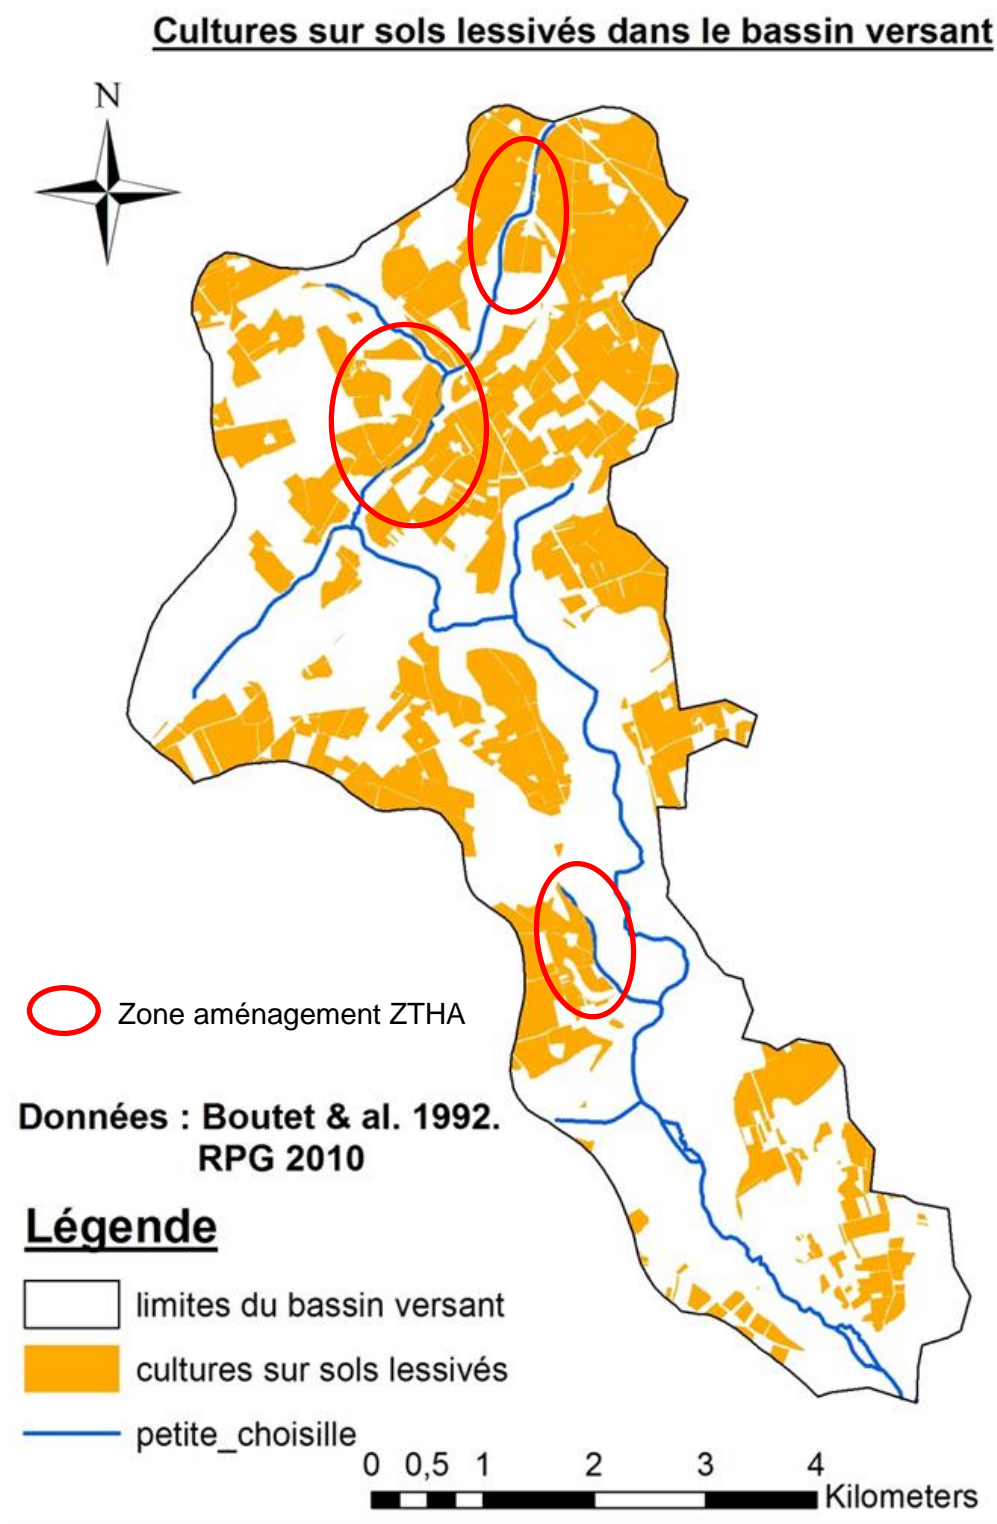 Cultures sur sols lessivés dans le bassin versant
N
Zone aménagement ZTHA
Données : Boutet & al. 1992.
RPG 2010
Légende
limites du bassin versant
cultures sur sols lessivés
petite_choisille
0 0,5 1 2 3 4
Kilometers